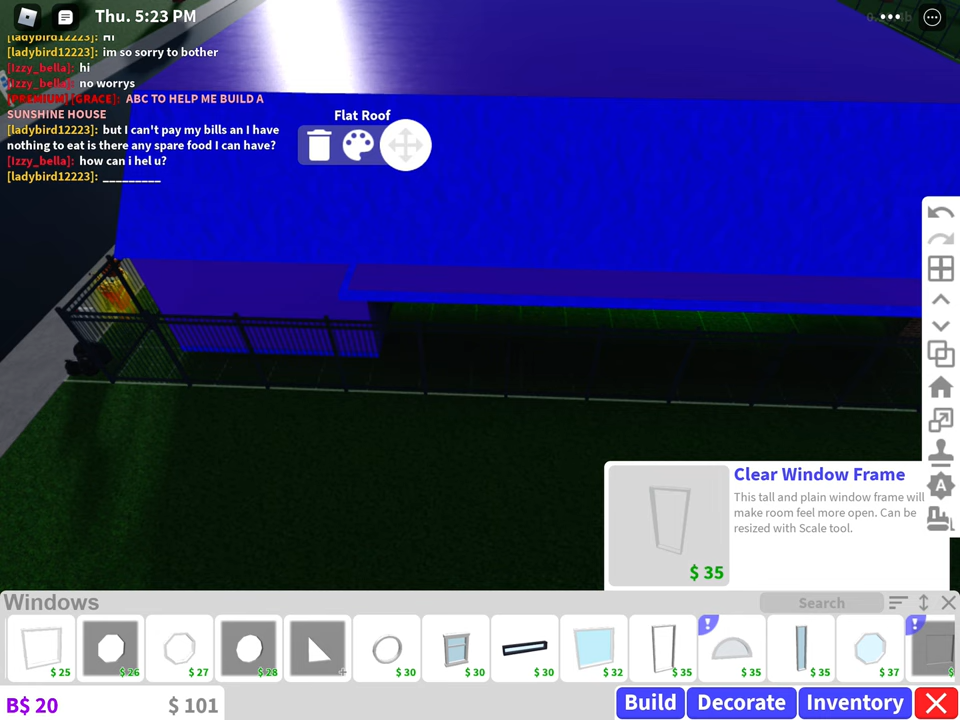 Thu. 5:23 PM
[ladybird12223]: Hi
[ladybird12223]: im so sorry to bother
[Izzy_bella]: hi
[Izzy_bella]: no worrys
[PREMIUM] [GRACE]: ABC TO HELP ME BUILD A
SUNSHINE HOUSE
[ladybird12223]: but I can't pay my bills an I have
nothing to eat is there any spare food I can have?
[Izzy_bella]: how can i hel u?
[ladybird12223]: _________
Flat Roof
Clear Window Frame
This tall and plain window frame will
make room feel more open. Can be
resized with Scale tool.
$ 35
A
Windows
Search
$ 25
$ 26
$ 27
$ 28
$ 30
$ 30
$ 30
$ 32
$ 35
$ 35
$ 35
$ 37
$
B$ 20
$ 101
Build
Decorate
Inventory